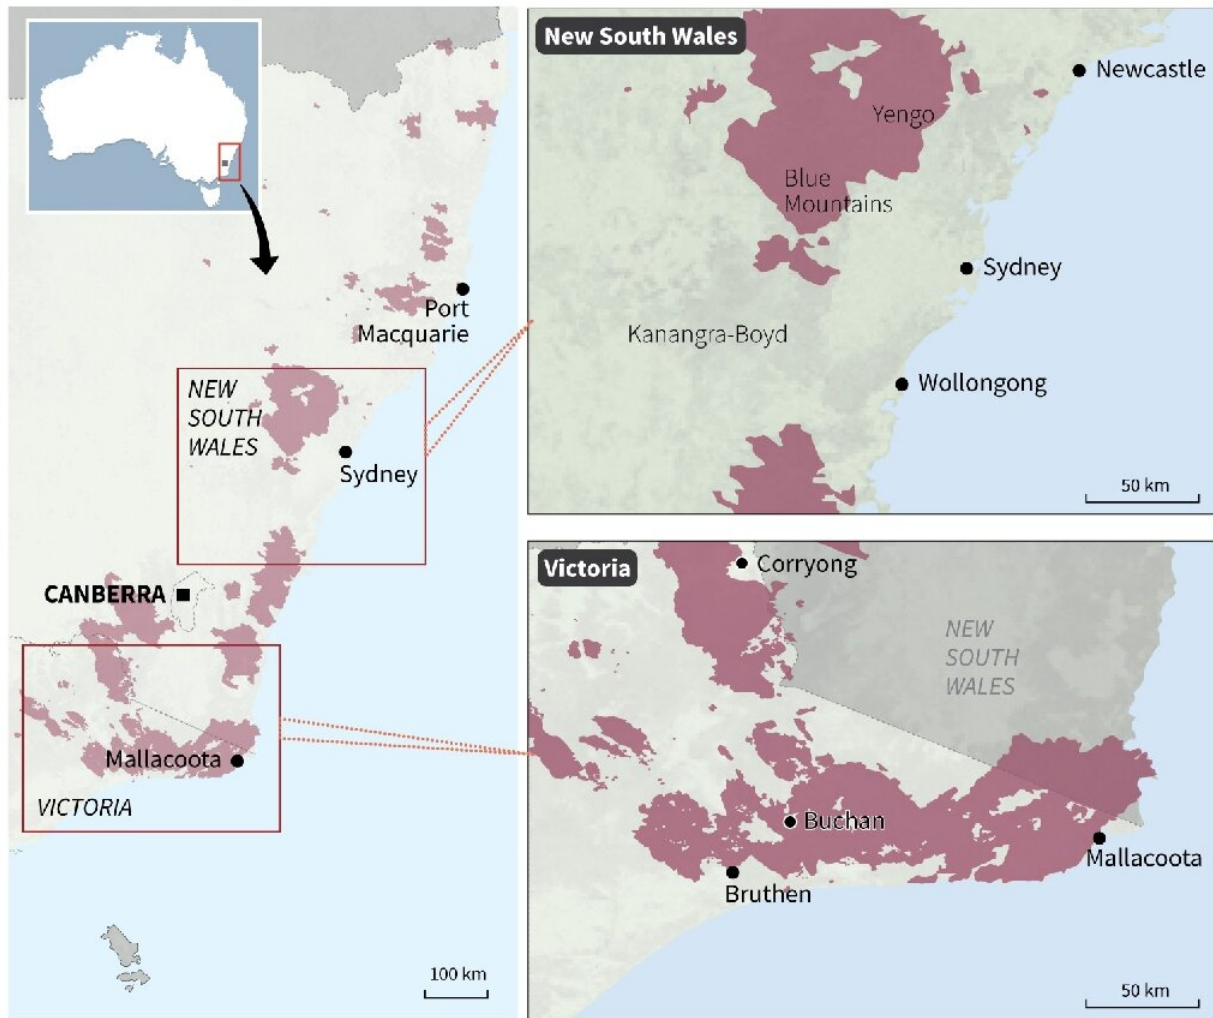 Port
Macquarie
NEW
SOUTH
WALES
Sydney
CANBERRA
Mallacoota
VICTORIA
100 km
New South Wales
Newcastle
Yengo
Blue
Mountains
Sydney
Kanangra-Boyd
Wollongong
50 km
Victoria
Corryong
NEW
SOUTH
WALES
Buchan
Mallacoota
Bruthen
50 km